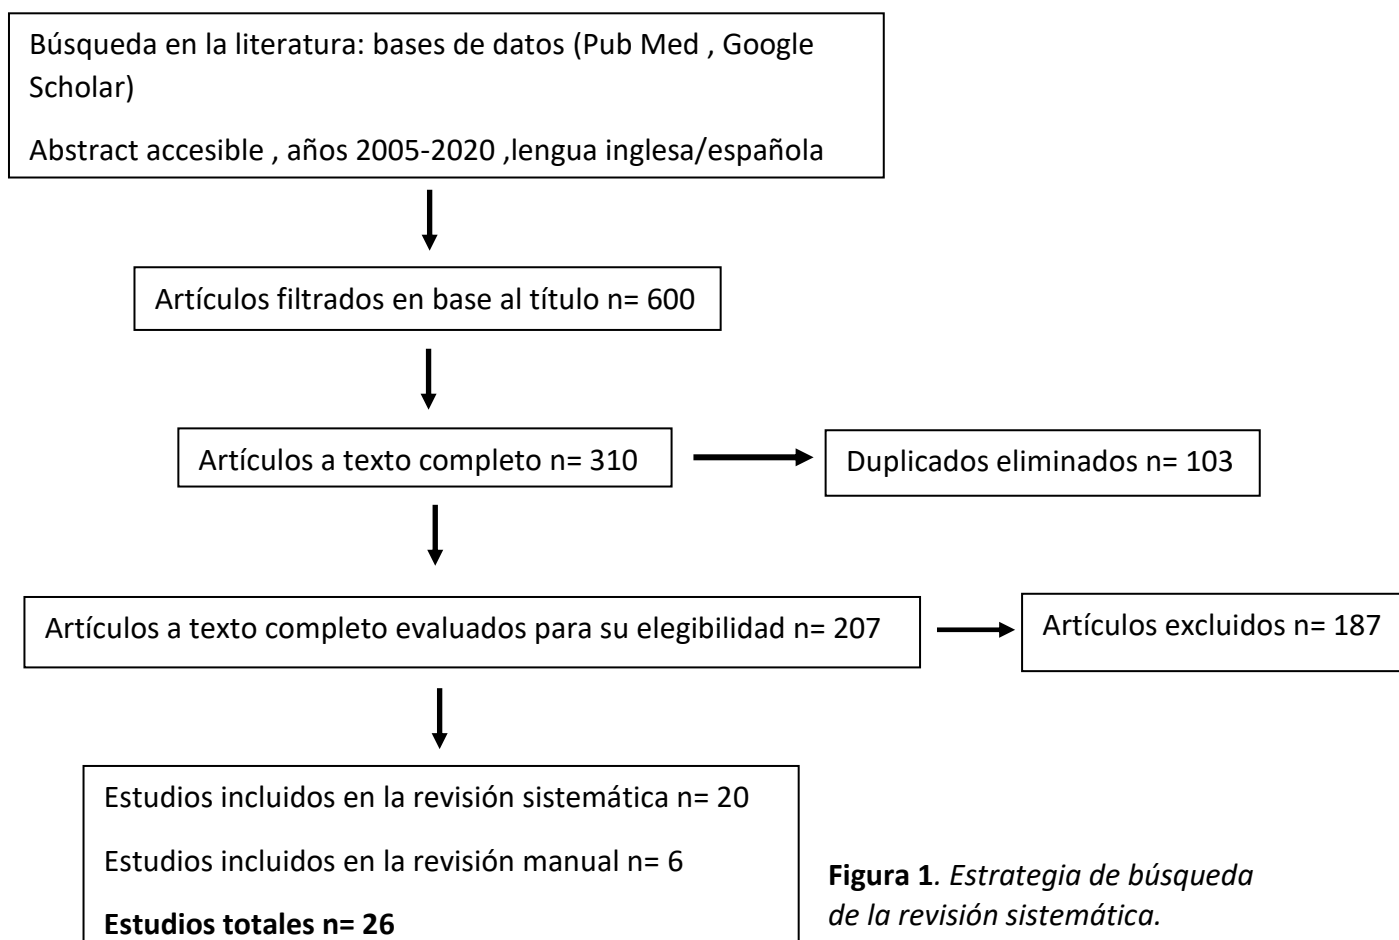 Búsqueda en la literatura: bases de datos (Pub Med , Google
Scholar)
Abstract accesible , años 2005-2020 ,lengua inglesa/española
Artículos filtrados en base al título n= 600
Artículos a texto completo n= 310
Duplicados eliminados n= 103
Artículos a texto completo evaluados para su elegibilidad n= 207
Artículos excluidos n= 187
Estudios incluidos en la revisión sistemática n= 20
Estudios incluidos en la revisión manual n= 6
Estudios totales n= 26
Figura 1. Estrategia de búsqueda
de la revisión sistemática.